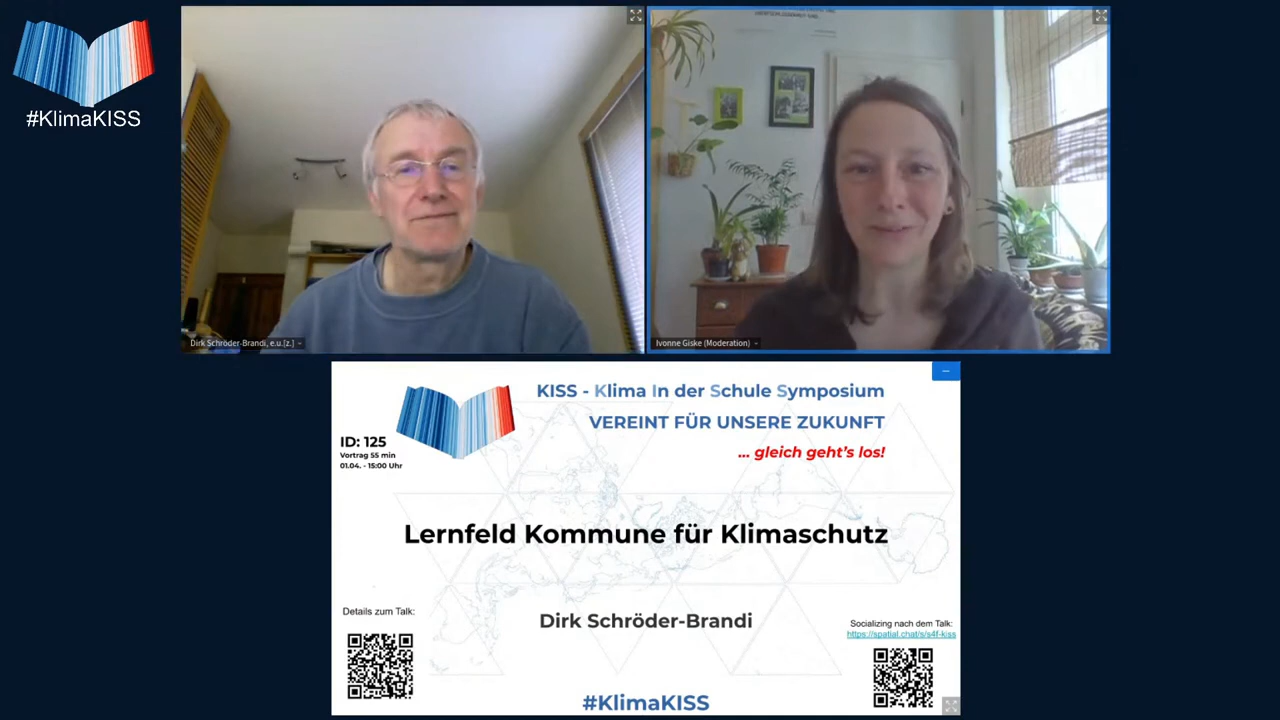 #KlimaKISS
Dirk Schröder-Brandi, e.u.[z.]
Ivonne Giske (Moderation)
KISS - Klima In der Schule Symposium
VEREINT FÜR UNSERE ZUKUNFT
... gleich geht's los!
ID: 125
Vortrag 55 min
01.04. - 15:00 Uhr
Lernfeld Kommune für Klimaschutz
Dirk Schröder-Brandi
Details zum Talk:
Socializing nach dem Talk:
https://spatial.chat/s/s4f-kiss
#KlimaKISS